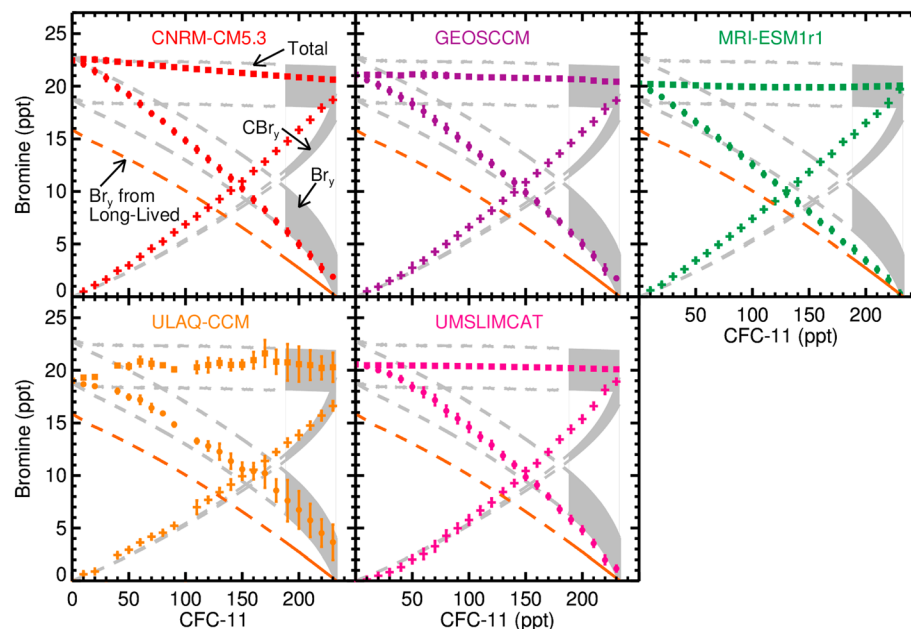 CNRM-CM5.3
GEOSCCM
MRI-ESM1r1
Total
CBry
Bry
Bry from
Long-Lived
Bromine (ppt)
25
20
15
10
5
0
50 100 150 200
CFC-11 (ppt)
ULAQ-CCM
UMSLIMCAT
Bromine (ppt)
25
20
15
10
5
0
0 50 100 150 200
CFC-11
50 100 150 200
CFC-11 (ppt)